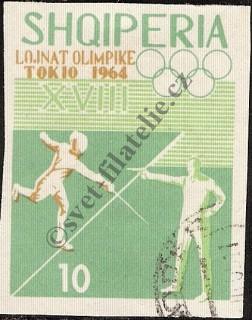 SHQIPERIA
LOJNAT OLIMPIKE
TOKIO 1964
XVIII
©svet-filatelie.cz
10